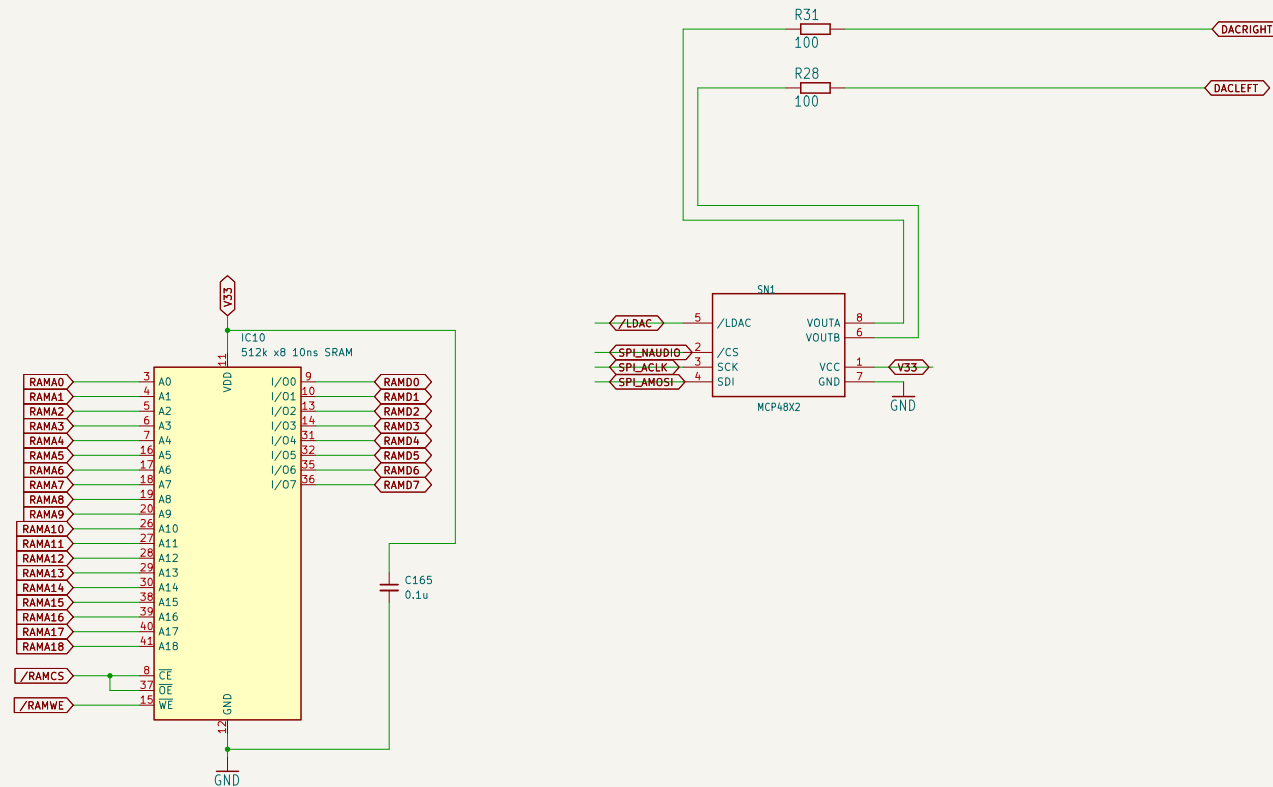 R31
100
DACRIGHT
R28
100
DACLEFT
V33
IC10
512k x8 10ns SRAM
11
VDD
RAMA0 3 A0 I/O0 9 RAMD0
RAMA1 4 A1 I/O1 10 RAMD1
RAMA2 5 A2 I/O2 13 RAMD2
RAMA3 6 A3 I/O3 14 RAMD3
RAMA4 7 A4 I/O4 31 RAMD4
RAMA5 16 A5 I/O5 32 RAMD5
RAMA6 17 A6 I/O6 35 RAMD6
RAMA7 18 A7 I/O7 36 RAMD7
RAMA8 19 A8
RAMA9 20 A9
RAMA10 26 A10
RAMA11 27 A11
RAMA12 28 A12
RAMA13 29 A13
RAMA14 30 A14
RAMA15 38 A15
RAMA16 39 A16
RAMA17 40 A17
RAMA18 41 A18
/RAMCS 8 CE
37 OE
/RAMWE 15 WE
GND
12
GND
C165
0.1u
SN1
/LDAC 5 /LDAC VOUTA 8
VOUTB 6
SPI_NAUDIO 2 /CS
SPI_ACLK 3 SCK VCC 1 V33
SPI_AMOSI 4 SDI GND 7
GND
MCP48X2